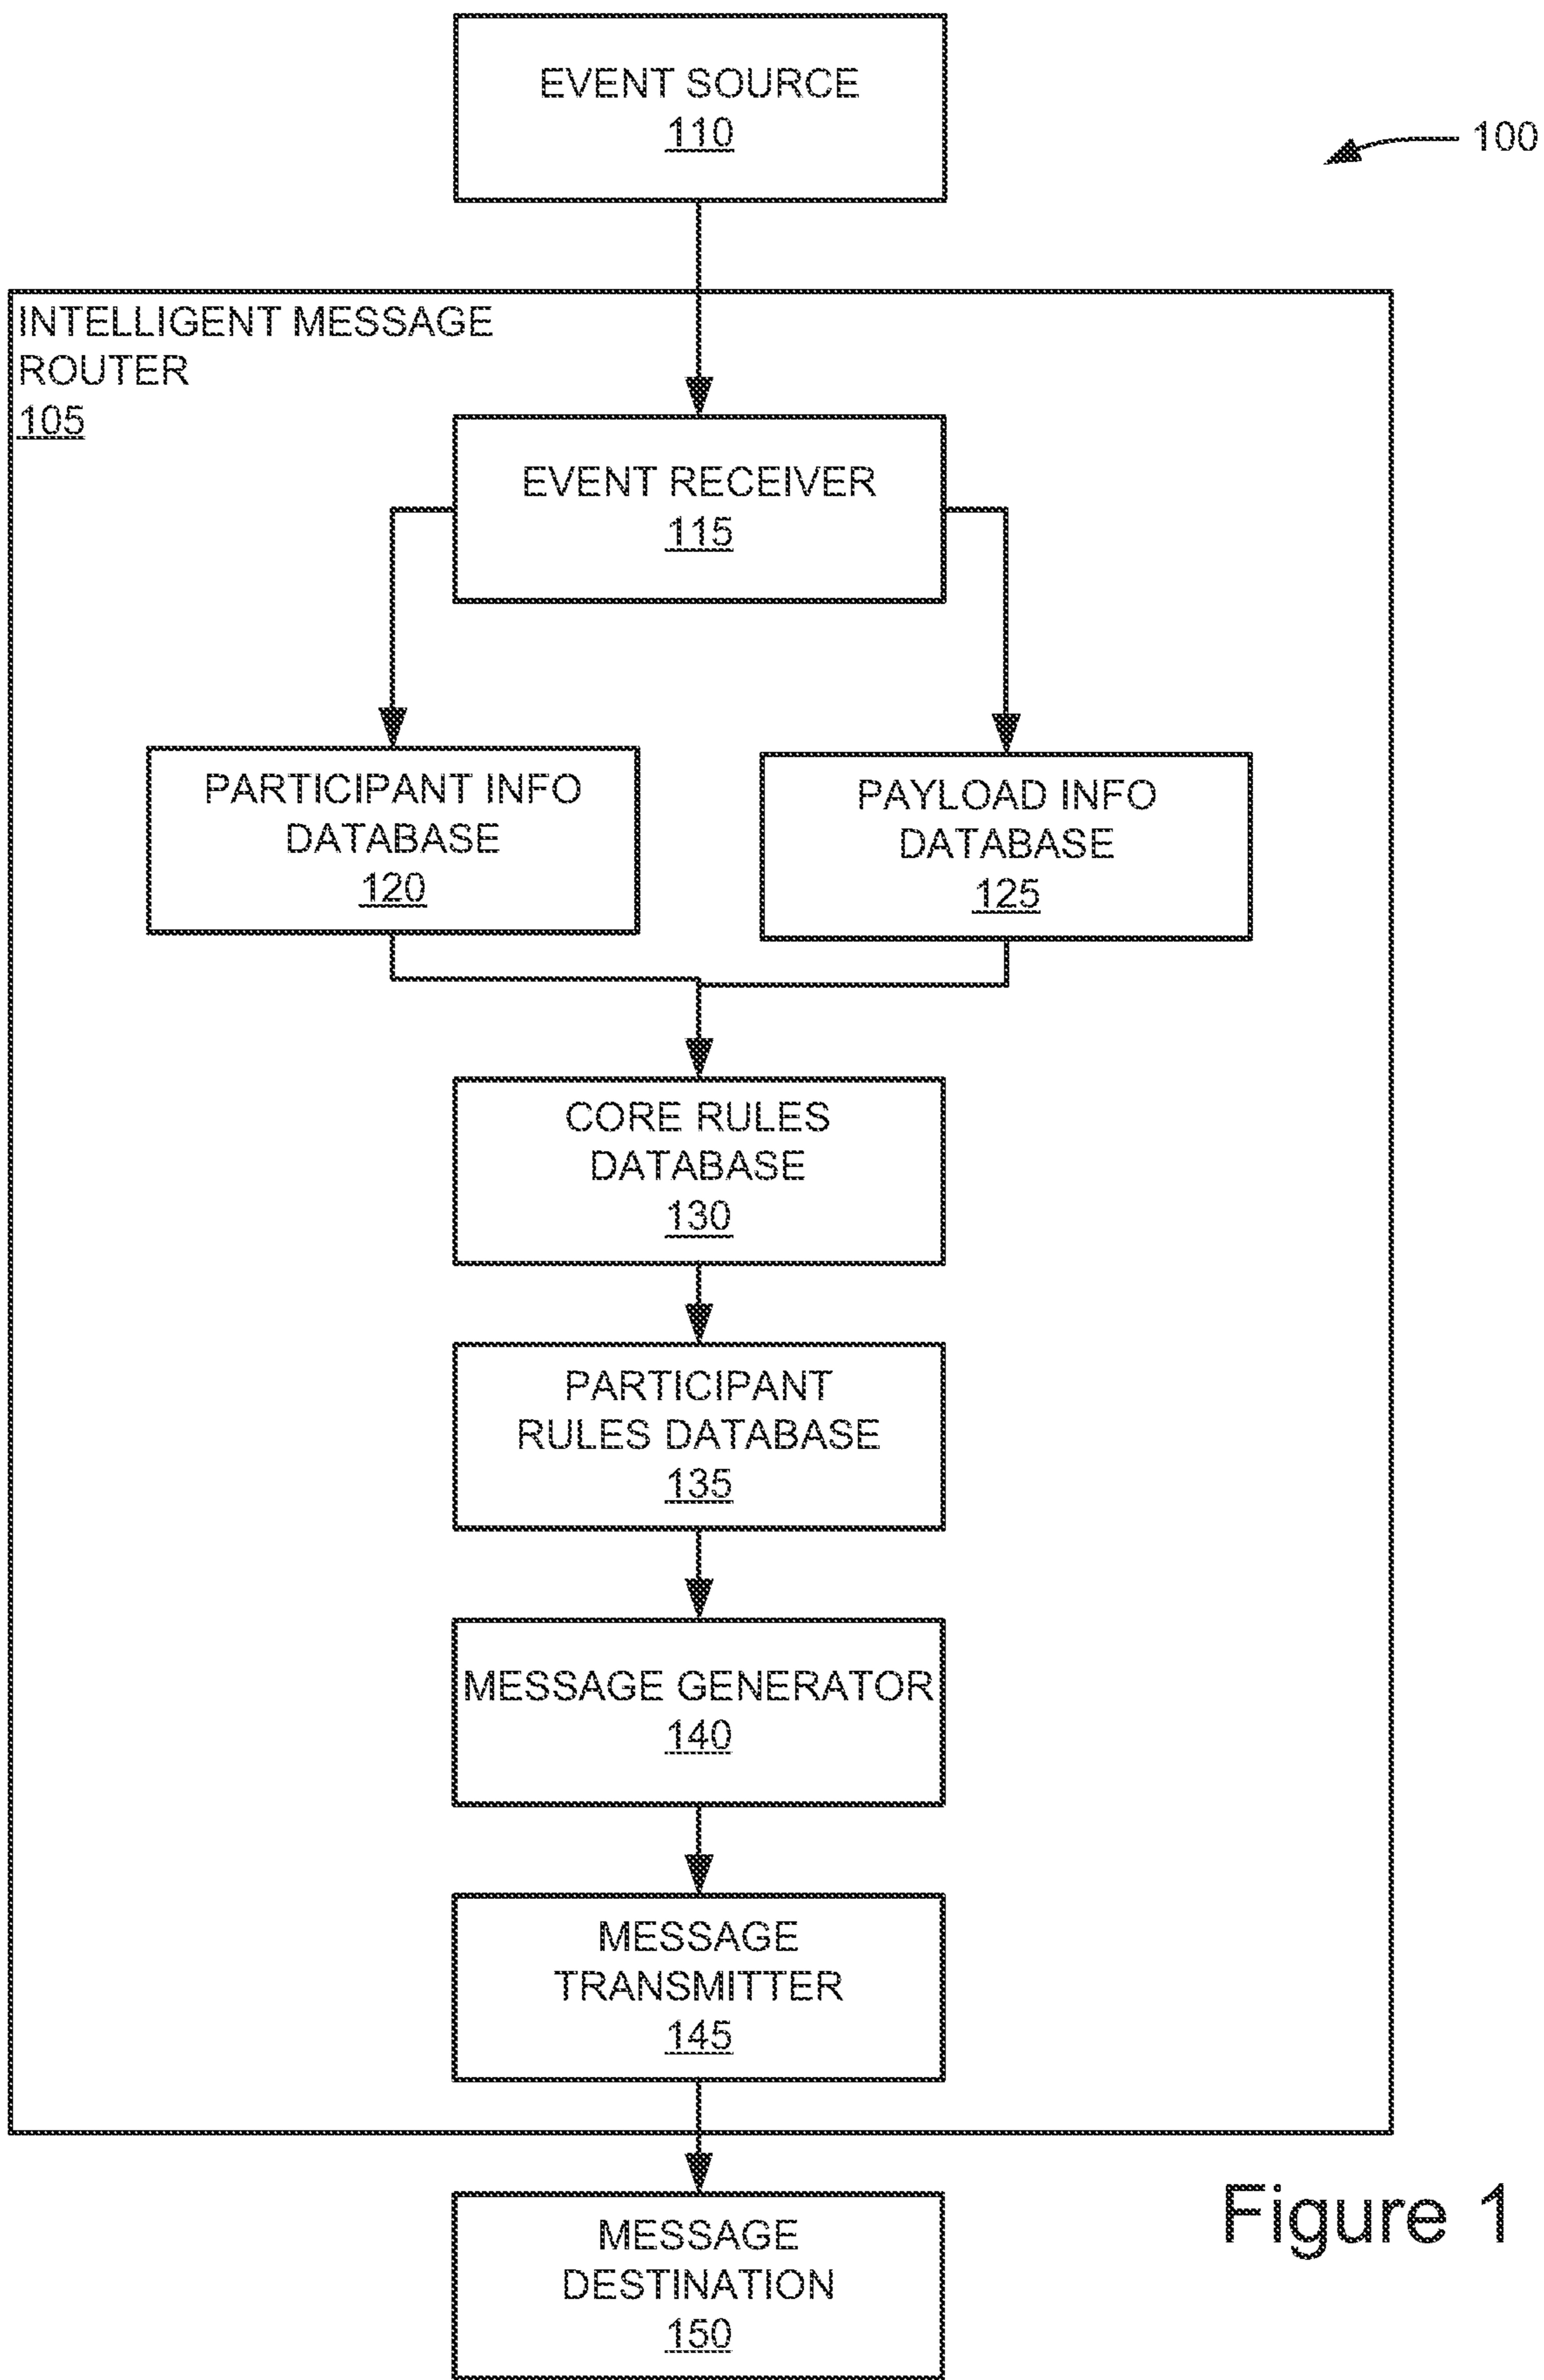 EVENT SOURCE
110
100
INTELLIGENT MESSAGE
ROUTER
105
EVENT RECEIVER
115
PARTICIPANT INFO
DATABASE
120
PAYLOAD INFO
DATABASE
125
CORE RULES
DATABASE
130
PARTICIPANT
RULES DATABASE
135
MESSAGE GENERATOR
140
MESSAGE
TRANSMITTER
145
MESSAGE
DESTINATION
150
Figure 1